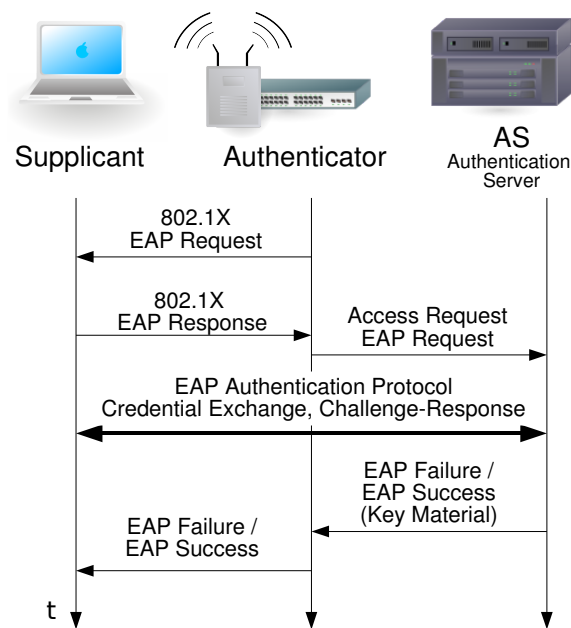 Supplicant
Authenticator
AS
Authentication
Server
802.1X
EAP Request
802.1X
EAP Response
Access Request
EAP Request
EAP Authentication Protocol
Credential Exchange, Challenge-Response
EAP Failure /
EAP Success
(Key Material)
EAP Failure /
EAP Success
t